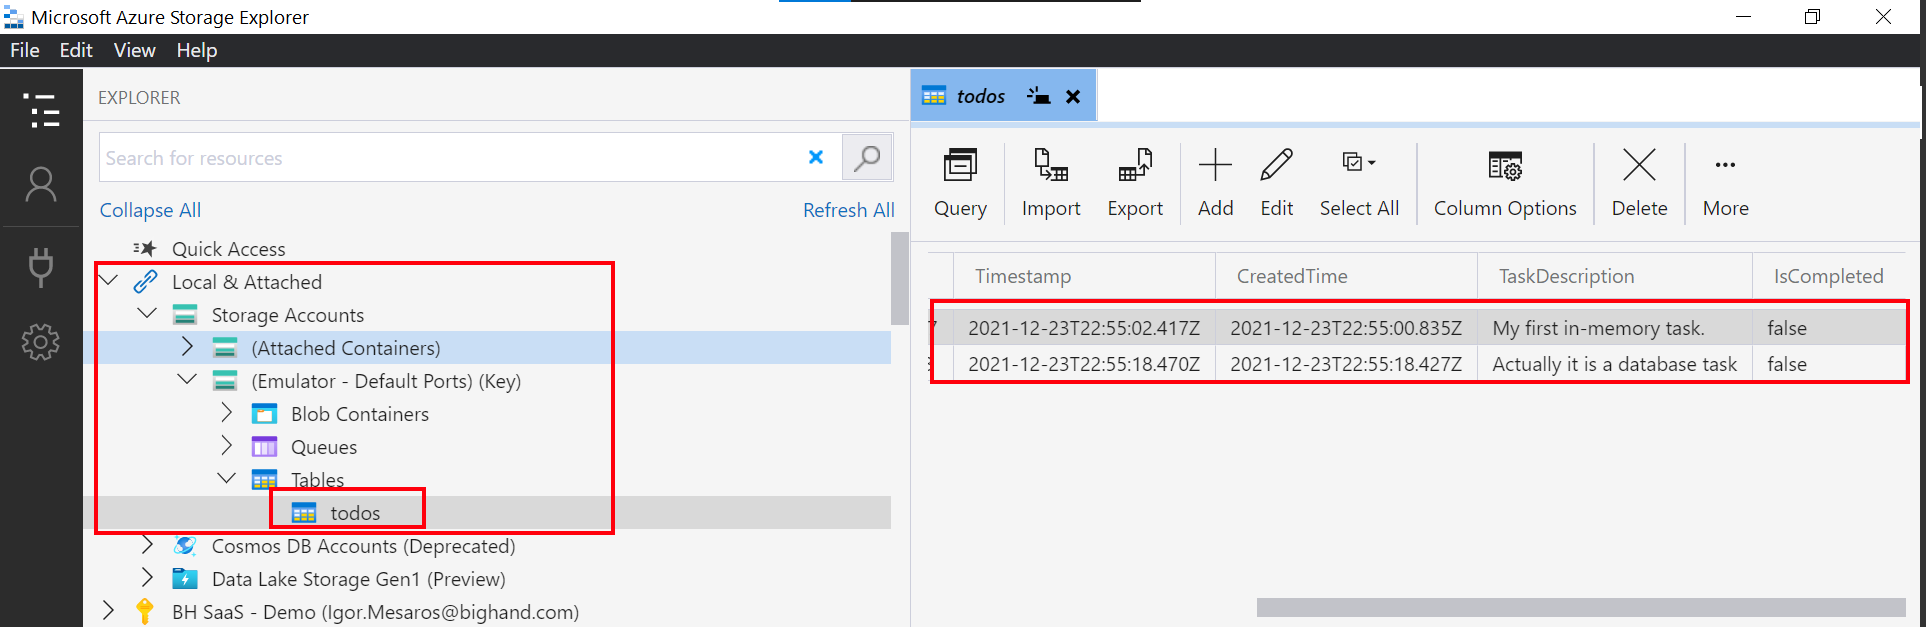 Microsoft Azure Storage Explorer
File Edit View Help
EXPLORER
Search for resources
Collapse All Refresh All
Quick Access
Local & Attached
Storage Accounts
(Attached Containers)
(Emulator - Default Ports) (Key)
Blob Containers
Queues
Tables
todos
Cosmos DB Accounts (Deprecated)
Data Lake Storage Gen1 (Preview)
BH SaaS - Demo (Igor.Mesaros@bighand.com)
todos
Query Import Export Add Edit Select All Column Options Delete More
Timestamp CreatedTime TaskDescription IsCompleted
2021-12-23T22:55:02.417Z 2021-12-23T22:55:00.835Z My first in-memory task. false
2021-12-23T22:55:18.470Z 2021-12-23T22:55:18.427Z Actually it is a database task false